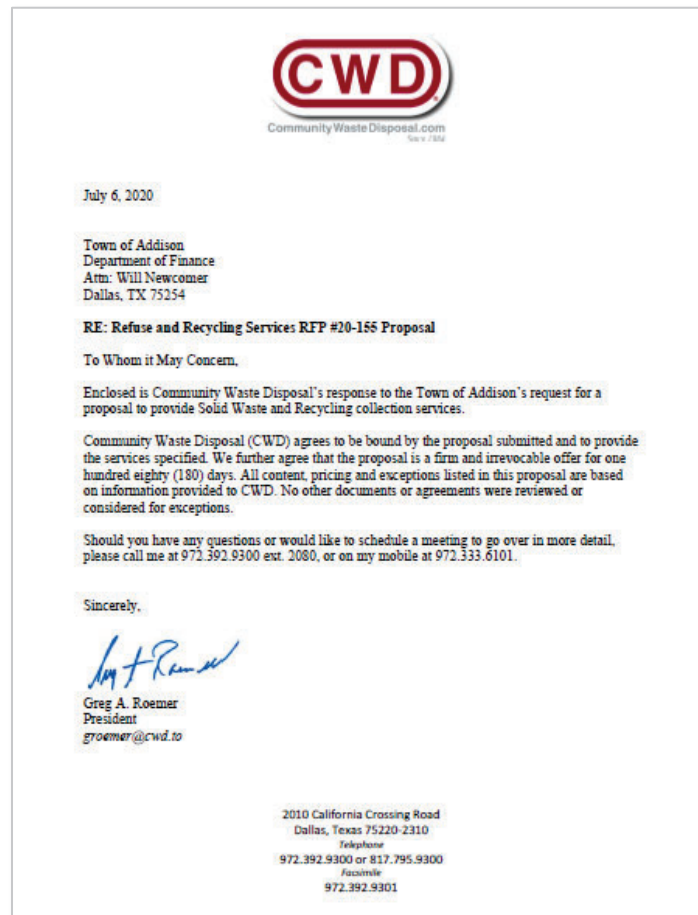 CWD
CommunityWasteDisposal.com
July 6, 2020
Town of Addison
Department of Finance
Attn: Will Newcomer
Dallas, TX 75254
RE: Refuse and Recycling Services RFP #20-155 Proposal
To Whom it May Concern,
Enclosed is Community Waste Disposal's response to the Town of Addison's request for a
proposal to provide Solid Waste and Recycling collection services.
Community Waste Disposal (CWD) agrees to be bound by the proposal submitted and to provide
the services specified. We further agree that the proposal is a firm and irrevocable offer for one
hundred eighty (180) days. All content, pricing and exceptions listed in this proposal are based
on information provided to CWD. No other documents or agreements were reviewed or
considered for exceptions.
Should you have any questions or would like to schedule a meeting to go over in more detail,
please call me at 972.392.9300 ext. 2080, or on my mobile at 972.333.6101.
Sincerely,
Greg A. Roemer
President
groemer@cwd.to
2010 California Crossing Road
Dallas, Texas 75220-2310
Telephone
972.392.9300 or 817.795.9300
Facsimile
972.392.9301